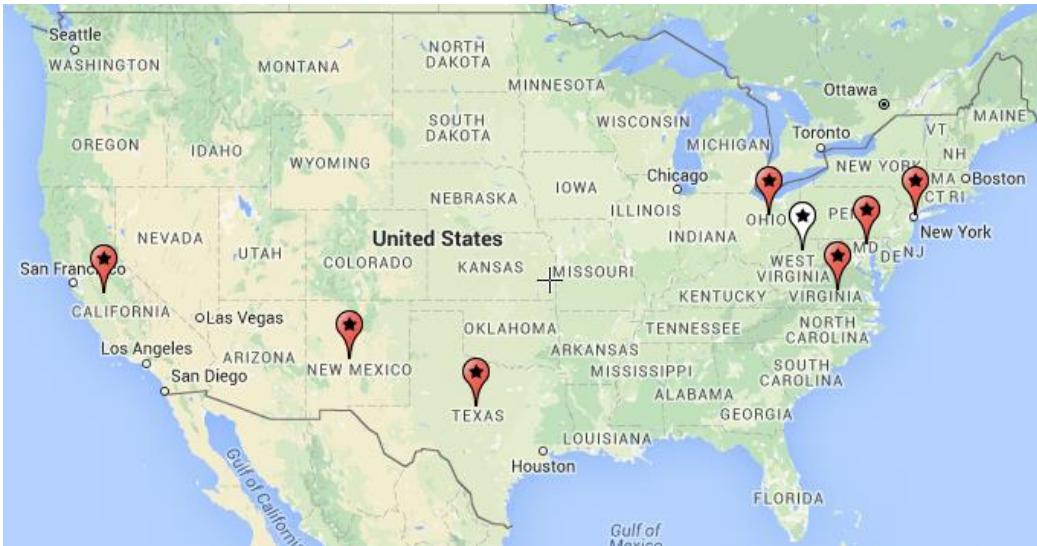 Seattle
WASHINGTON
MONTANA
NORTH
DAKOTA
MINNESOTA
Ottawa
MAINE
OREGON
IDAHO
SOUTH
DAKOTA
WISCONSIN
MICHIGAN
Toronto
VT
NH
WYOMING
NEW YORK
MA
Boston
Chicago
CT
RI
NEBRASKA
IOWA
ILLINOIS
INDIANA
OHIO
New York
NEVADA
UTAH
COLORADO
United States
KANSAS
MISSOURI
WEST
VIRGINIA
MD
DE
NJ
San
CALIFORNIA
Las Vegas
KENTUCKY
VIRGINIA
OKLAHOMA
TENNESSEE
NORTH
CAROLINA
Los Angeles
ARIZONA
NEW MEXICO
ARKANSAS
MISSISSIPPI
SOUTH
CAROLINA
San Diego
ALABAMA
GEORGIA
TEXAS
LOUISIANA
Houston
Gulf of California
FLORIDA
Gulf of